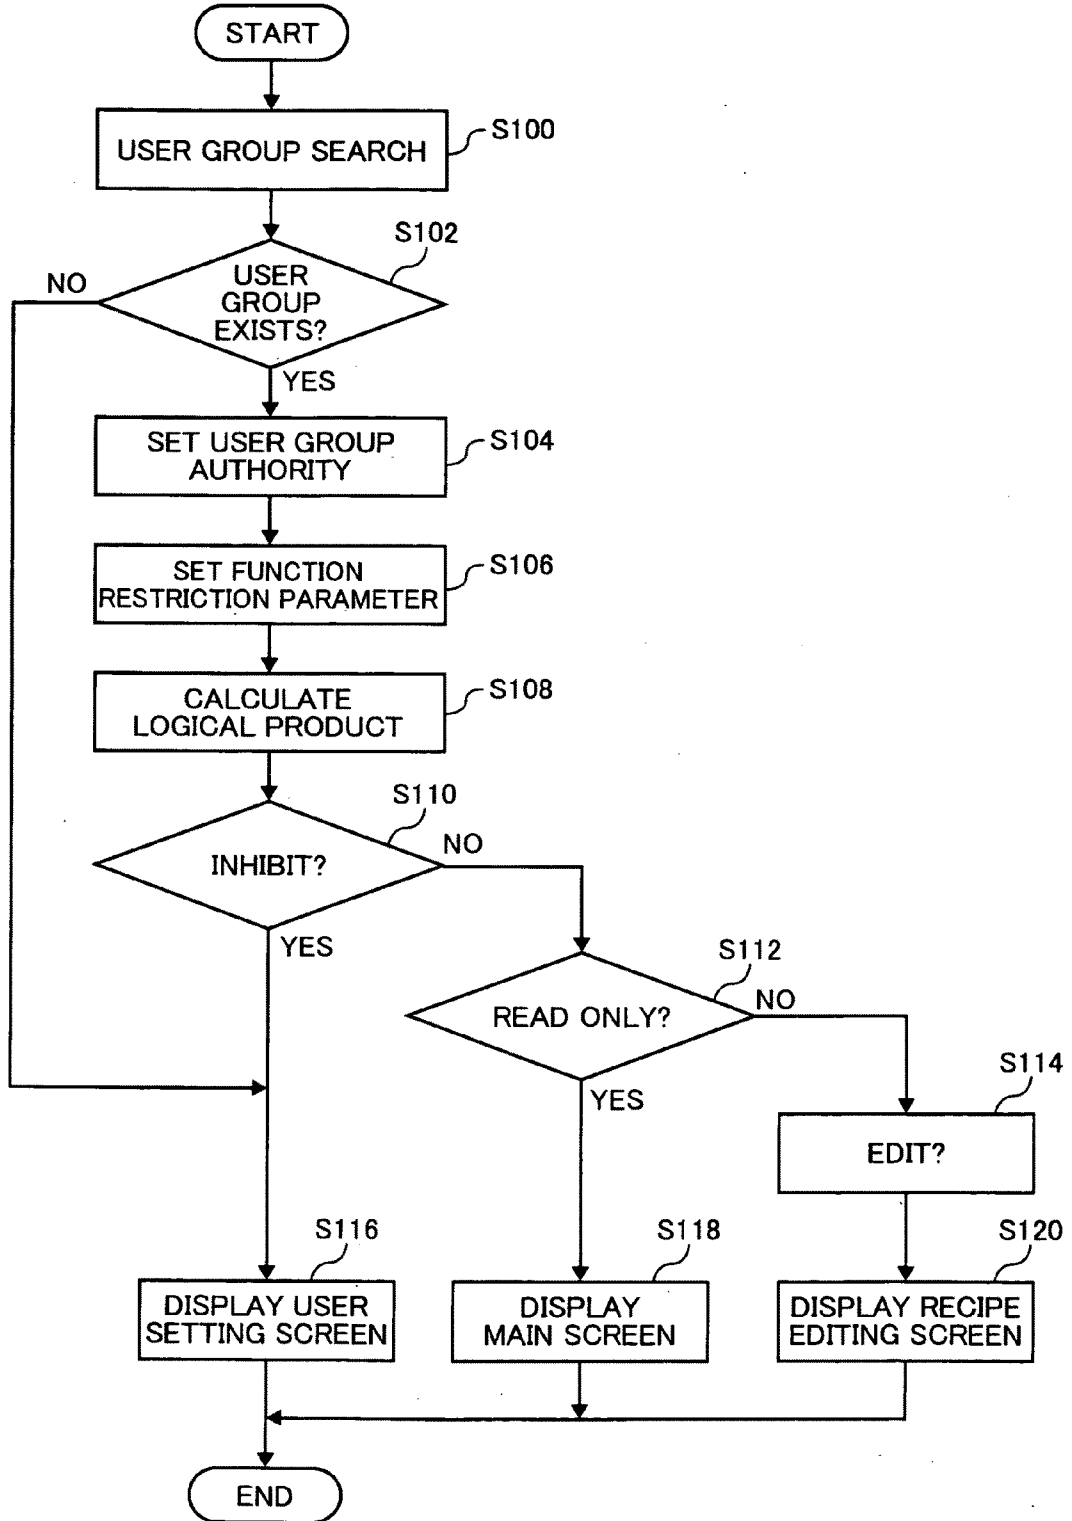 START
USER GROUP SEARCH
S100
S102
NO
USER
GROUP
EXISTS?
YES
SET USER GROUP
AUTHORITY
S104
SET FUNCTION
RESTRICTION PARAMETER
S106
CALCULATE
LOGICAL PRODUCT
S108
S110
INHIBIT?
NO
YES
S112
READ ONLY?
NO
YES
S114
EDIT?
S116
DISPLAY USER
SETTING SCREEN
S118
DISPLAY
MAIN SCREEN
S120
DISPLAY RECIPE
EDITING SCREEN
END